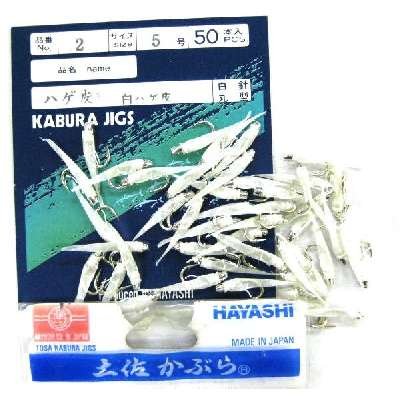 品番 No. 2 サイズ size 5 号 50 本入 PCS
品名 name
ハゲ皮 白ハゲ皮
KABURA JIGS
HAYASHI
HAYASHI
MADE IN JAPAN
TOSA KABURA JIGS
土佐かぶら Ⓗ